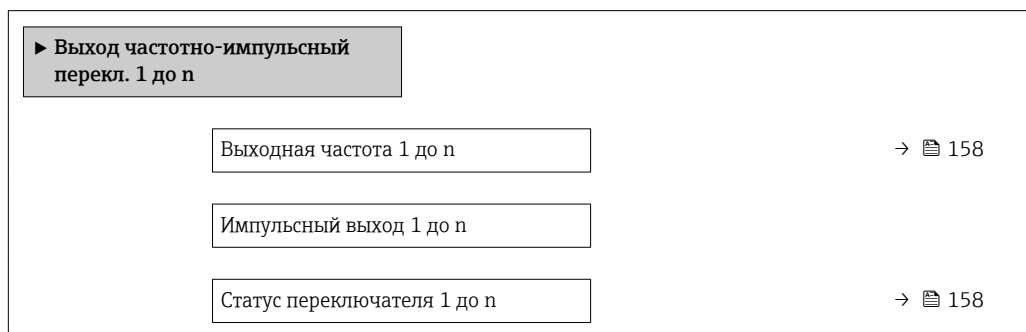 ▶ Выход частотно-импульсный
перекл. 1 до n
Выходная частота 1 до n → 158
Импульсный выход 1 до n
Статус переключателя 1 до n → 158